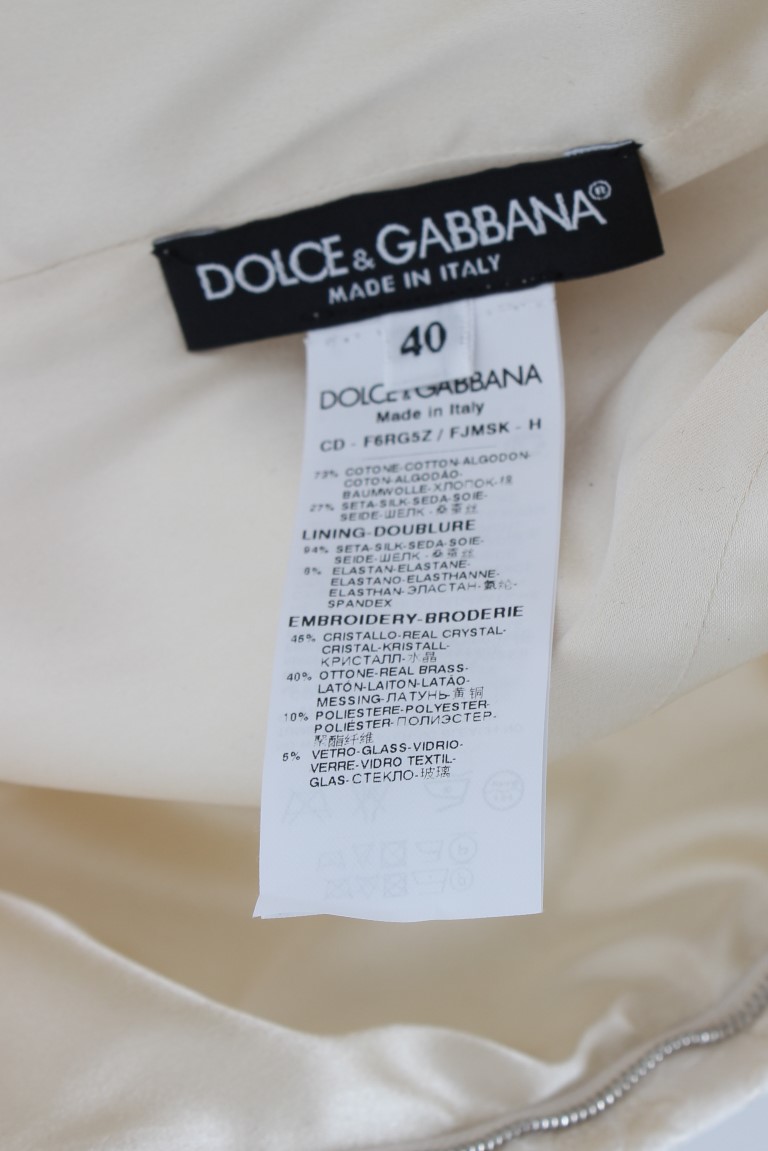 DOLCE & GABBANA®
MADE IN ITALY
40
DOLCE & GABBANA
Made in Italy
CD - F6RG5Z / FJMSK - H
73% COTONE-COTTON-ALGODON-
COTON-ALGODÃO-
BAUMWOLLE-ХЛОПОК-棉
27% SETA-SILK-SEDA-SOIE-
SEIDE-ШЕЛК-桑蚕丝
LINING-DOUBLURE
94% SETA-SILK-SEDA-SOIE-
SEIDE-ШЕЛК-桑蚕丝
6% ELASTAN-ELASTANE-
ELASTANO-ELASTHANNE-
ELASTHAN-ЭЛАСТАН-氨纶-
SPANDEX
EMBROIDERY-BRODERIE
45% CRISTALLO-REAL CRYSTAL-
CRISTAL-KRISTALL-
КРИСТАЛЛ-水晶
40% OTTONE-REAL BRASS-
LATÓN-LAITON-LATÃO-
MESSING-ЛАТУНЬ-黄铜
10% POLIESTERE-POLYESTER-
POLIÉSTER-ПОЛИЭСТЕР-
聚酯纤维
5% VETRO-GLASS-VIDRIO-
VERRE-VIDRO TEXTIL-
GLAS-СТЕКЛО-玻璃